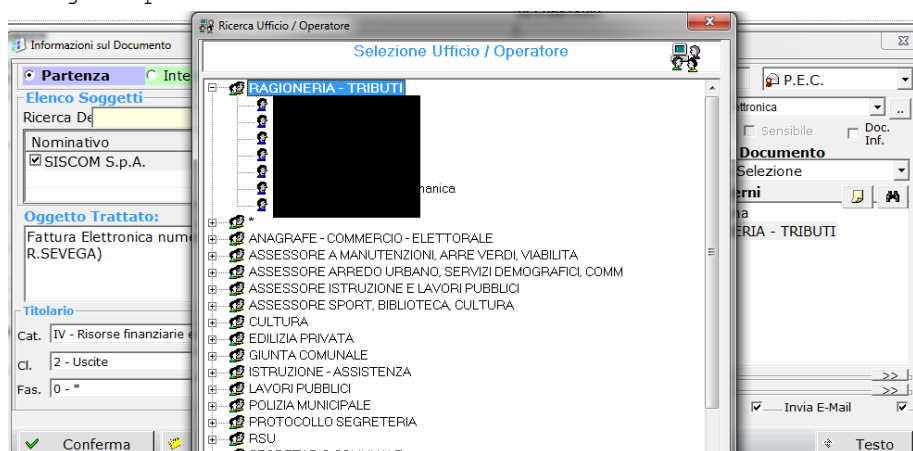 Ricerca Ufficio / Operatore
Informazioni sul Documento
Selezione Ufficio / Operatore
Partenza
Inte
P.E.C.
Elenco Soggetti
Ricerca De
ettronica
..
Sensibile
Doc. Inf.
Nominativo
SISCOM S.p.A.
Documento
Selezione
erni
na
ERIA - TRIBUTI
RAGIONERIA - TRIBUTI
manica
*
ANAGRAFE - COMMERCIO - ELETTORALE
ASSESSORE A MANUTENZIONI, ARRE VERDI, VIABILITA
ASSESSORE ARREDO URBANO, SERVIZI DEMOGRAFICI, COMM
ASSESSORE ISTRUZIONE E LAVORI PUBBLICI
ASSESSORE SPORT, BIBLIOTECA, CULTURA
CULTURA
EDILIZIA PRIVATA
GIUNTA COMUNALE
ISTRUZIONE - ASSISTENZA
LAVORI PUBBLICI
POLIZIA MUNICIPALE
PROTOCOLLO SEGRETERIA
RSU
Oggetto Trattato:
Fattura Elettronica nume
R.SEVEGA)
Titolario
Cat. IV - Risorse finanziarie e
Cl. 2 - Uscite
Fas. 0 - *
>>
>>
Invia E-Mail
Conferma
Testo